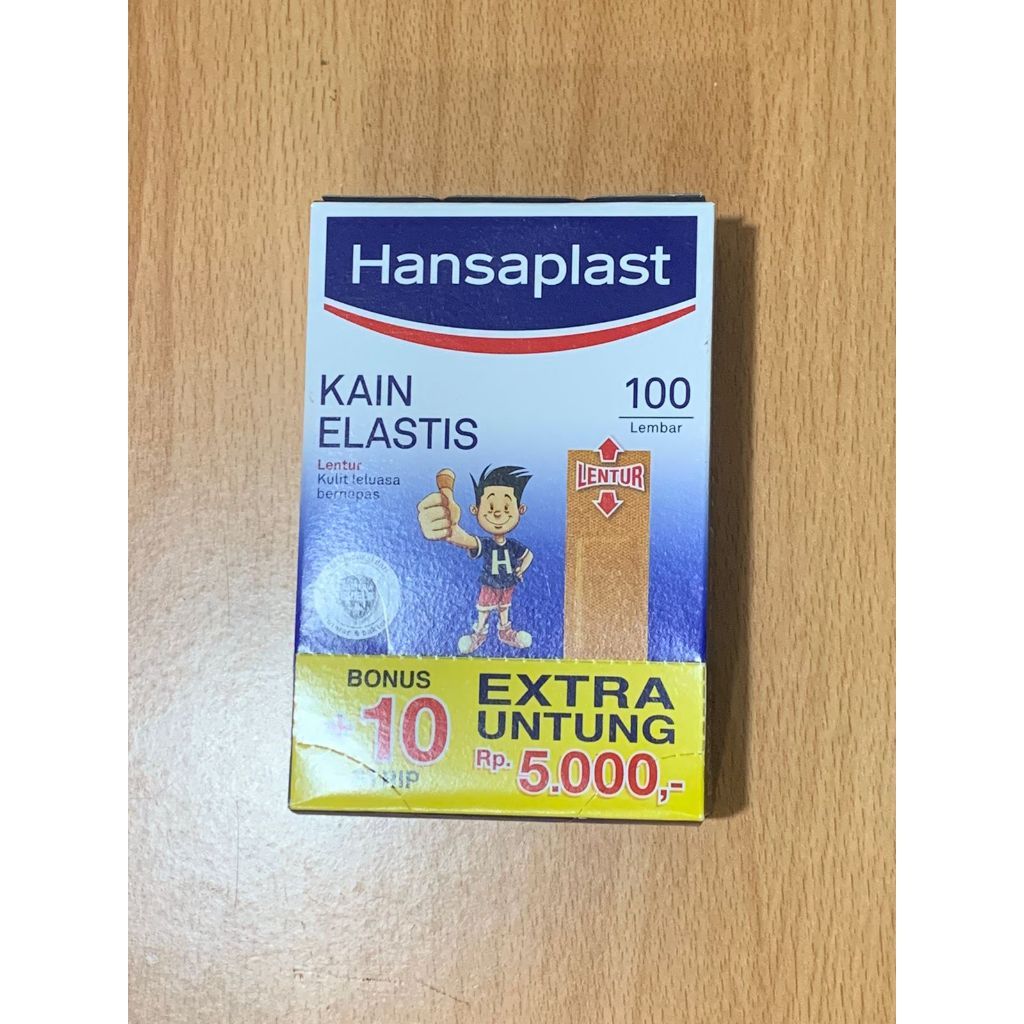 Hansaplast
KAIN
ELASTIS
100
Lembar
Lentur
Kulit leluasa
bernapas
LENTUR
H
BONUS
+10
STRIP
EXTRA
UNTUNG
Rp. 5.000,-